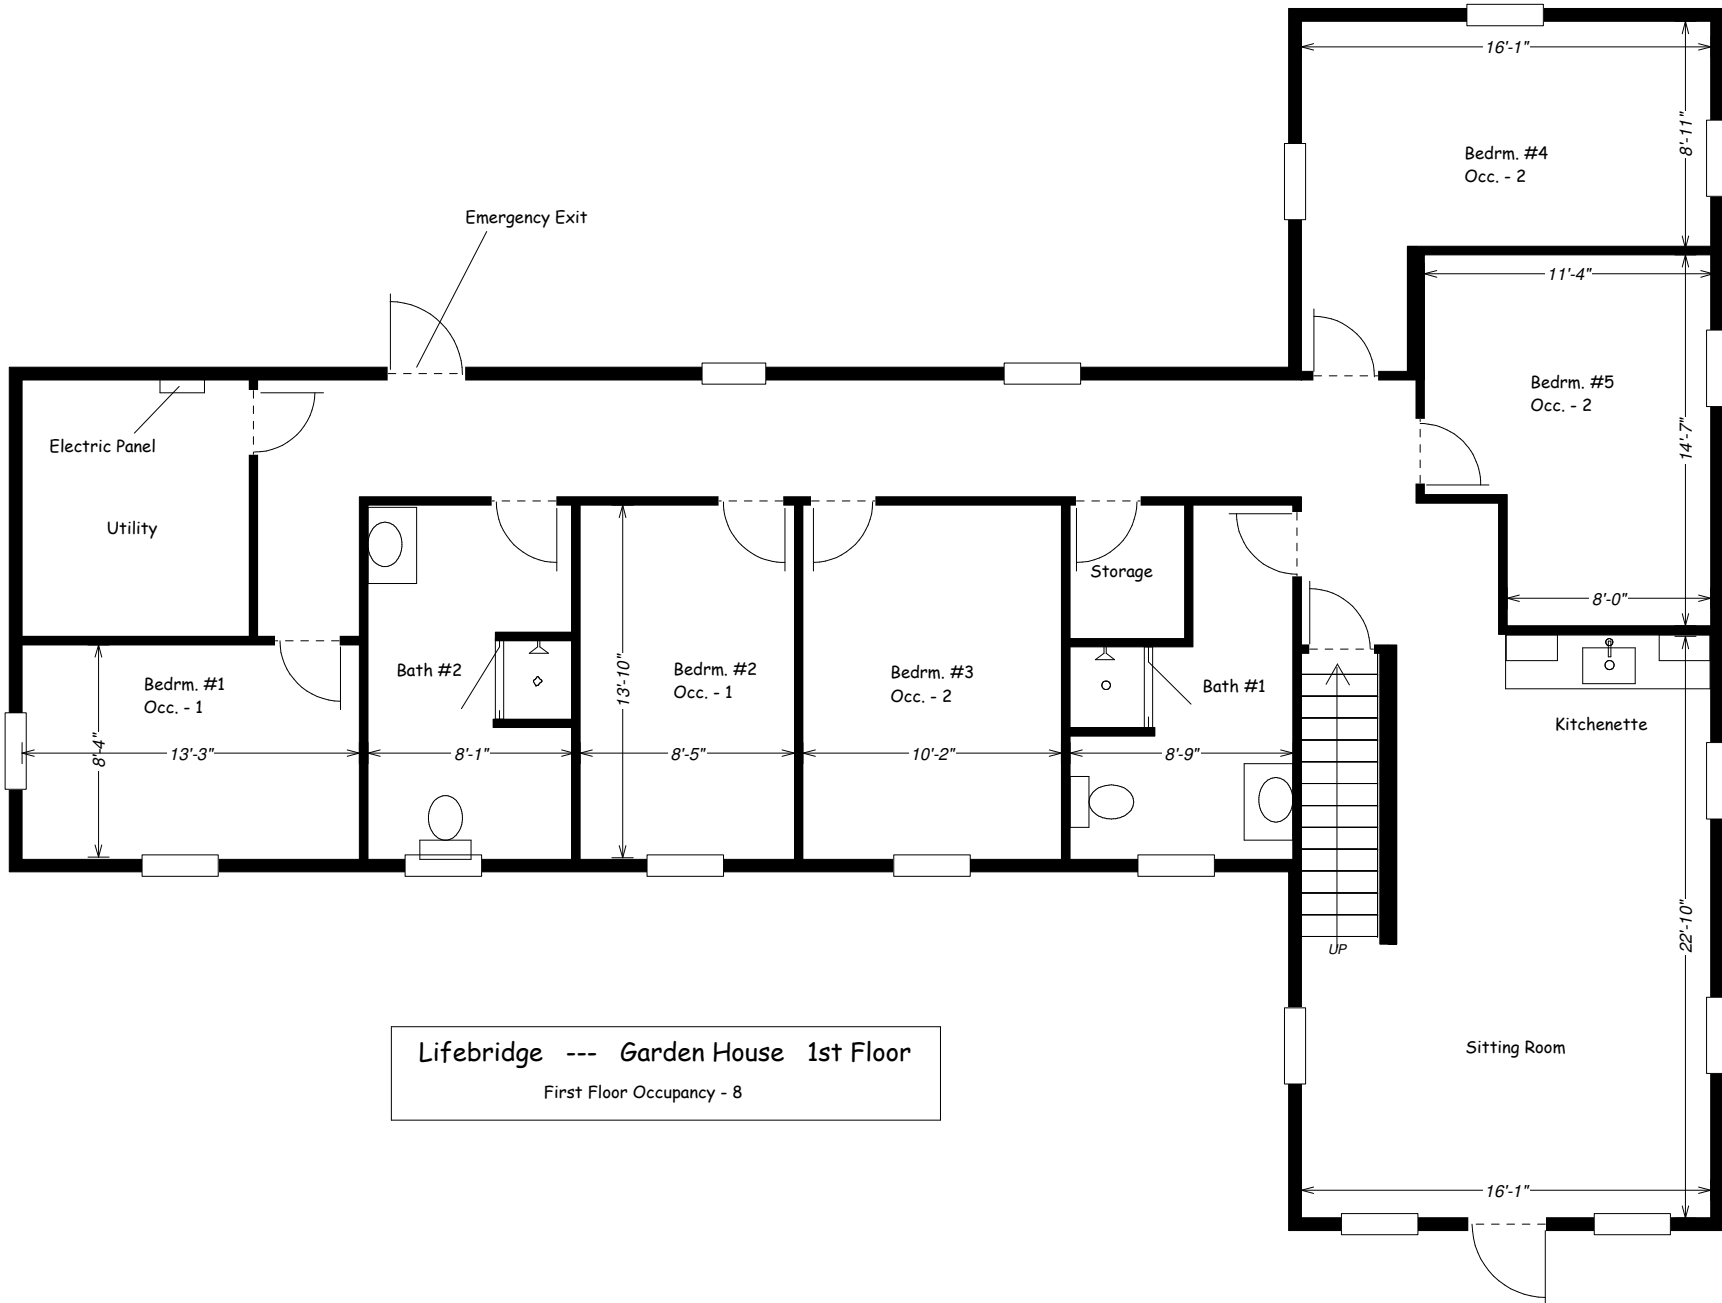 16'-1"
8'-11"
Bedrm. #4
Occ. - 2
Emergency Exit
11'-4"
Bedrm. #5
Occ. - 2
14'-7"
Electric Panel
Utility
Storage
8'-0"
Bedrm. #1
Occ. - 1
8'-4"
13'-3"
Bath #2
8'-1"
13'-10"
Bedrm. #2
Occ. - 1
8'-5"
Bedrm. #3
Occ. - 2
10'-2"
Bath #1
8'-9"
Kitchenette
UP
22'-10"
Sitting Room
16'-1"
Lifebridge --- Garden House 1st Floor
First Floor Occupancy - 8